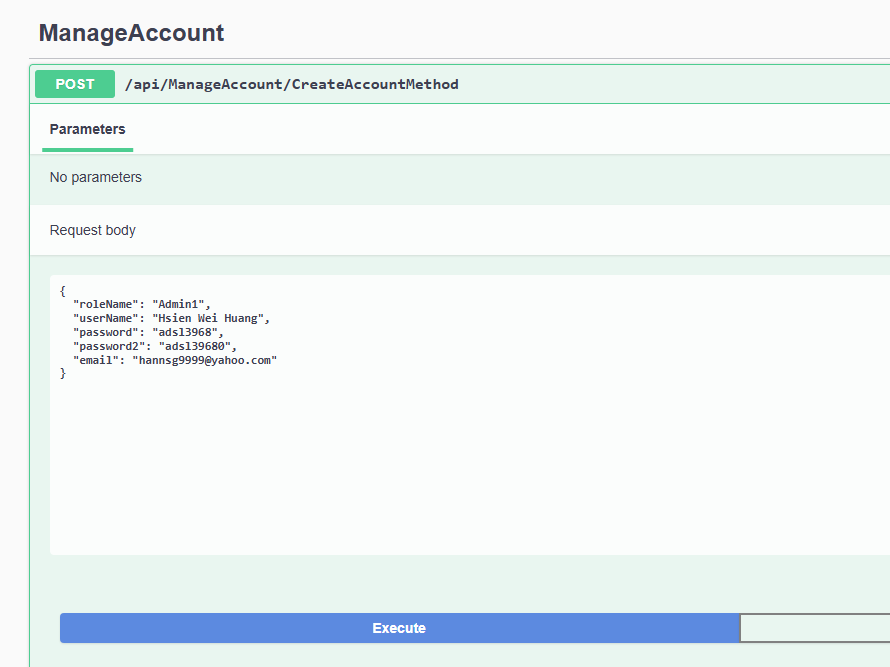 ManageAccount
POST /api/ManageAccount/CreateAccountMethod
Parameters
No parameters
Request body
{
"roleName": "Admin1",
"userName": "Hsien Wei Huang",
"password": "adsl3968",
"password2": "adsl39680",
"email": "hannsg9999@yahoo.com"
}
Execute